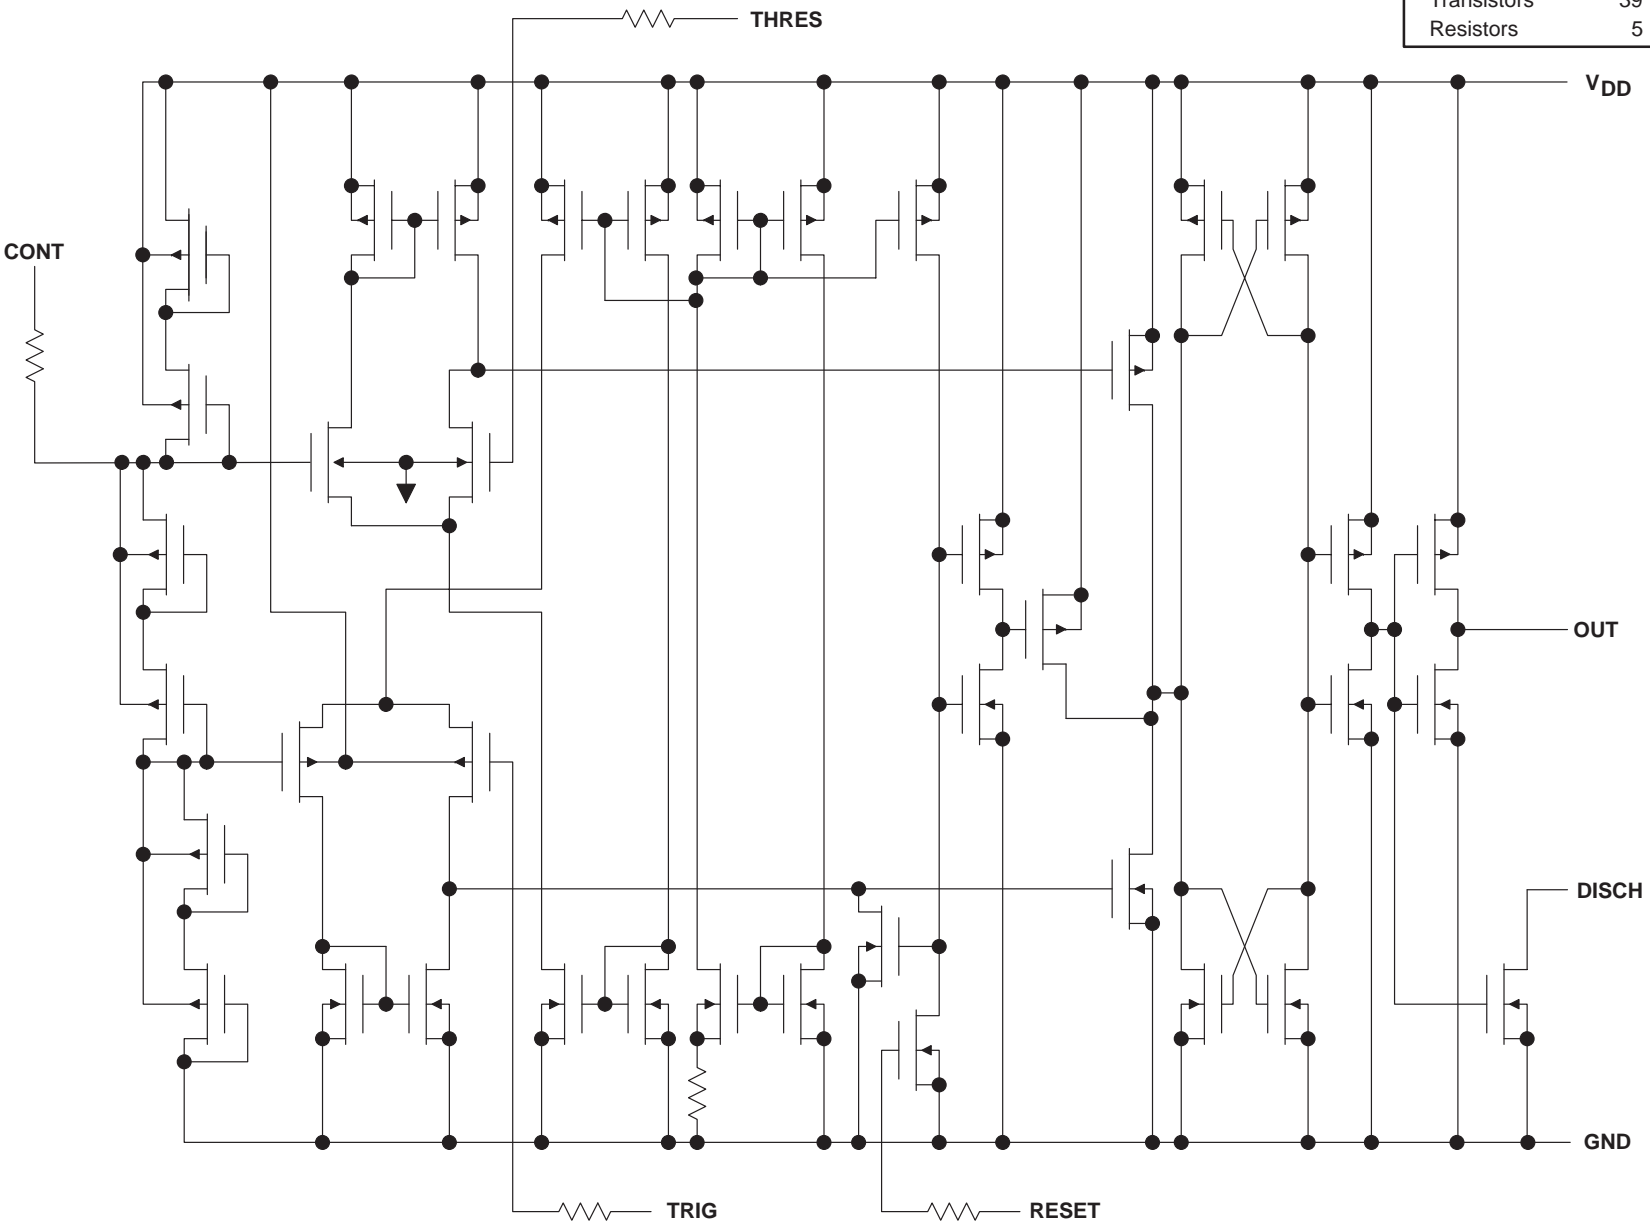 Transistors 39
Resistors 5
THRES
VDD
CONT
OUT
DISCH
GND
TRIG
RESET